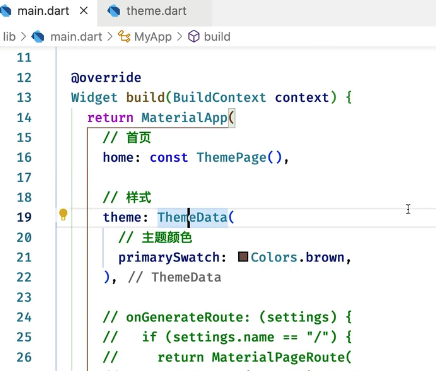 main.dart × theme.dart
lib > main.dart > MyApp > build
11
12 @override
13 Widget build(BuildContext context) {
14 return MaterialApp(
15 // 首页
16 home: const ThemePage(),
17
18 // 样式
19 theme: ThemeData(
20 // 主题颜色
21 primarySwatch: Colors.brown,
22 ), // ThemeData
23
24 // onGenerateRoute: (settings) {
25 // if (settings.name == "/") {
26 // return MaterialPageRoute(